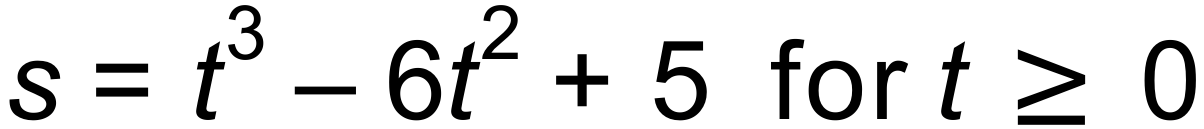 s = t³ – 6t² + 5 for t ≥ 0